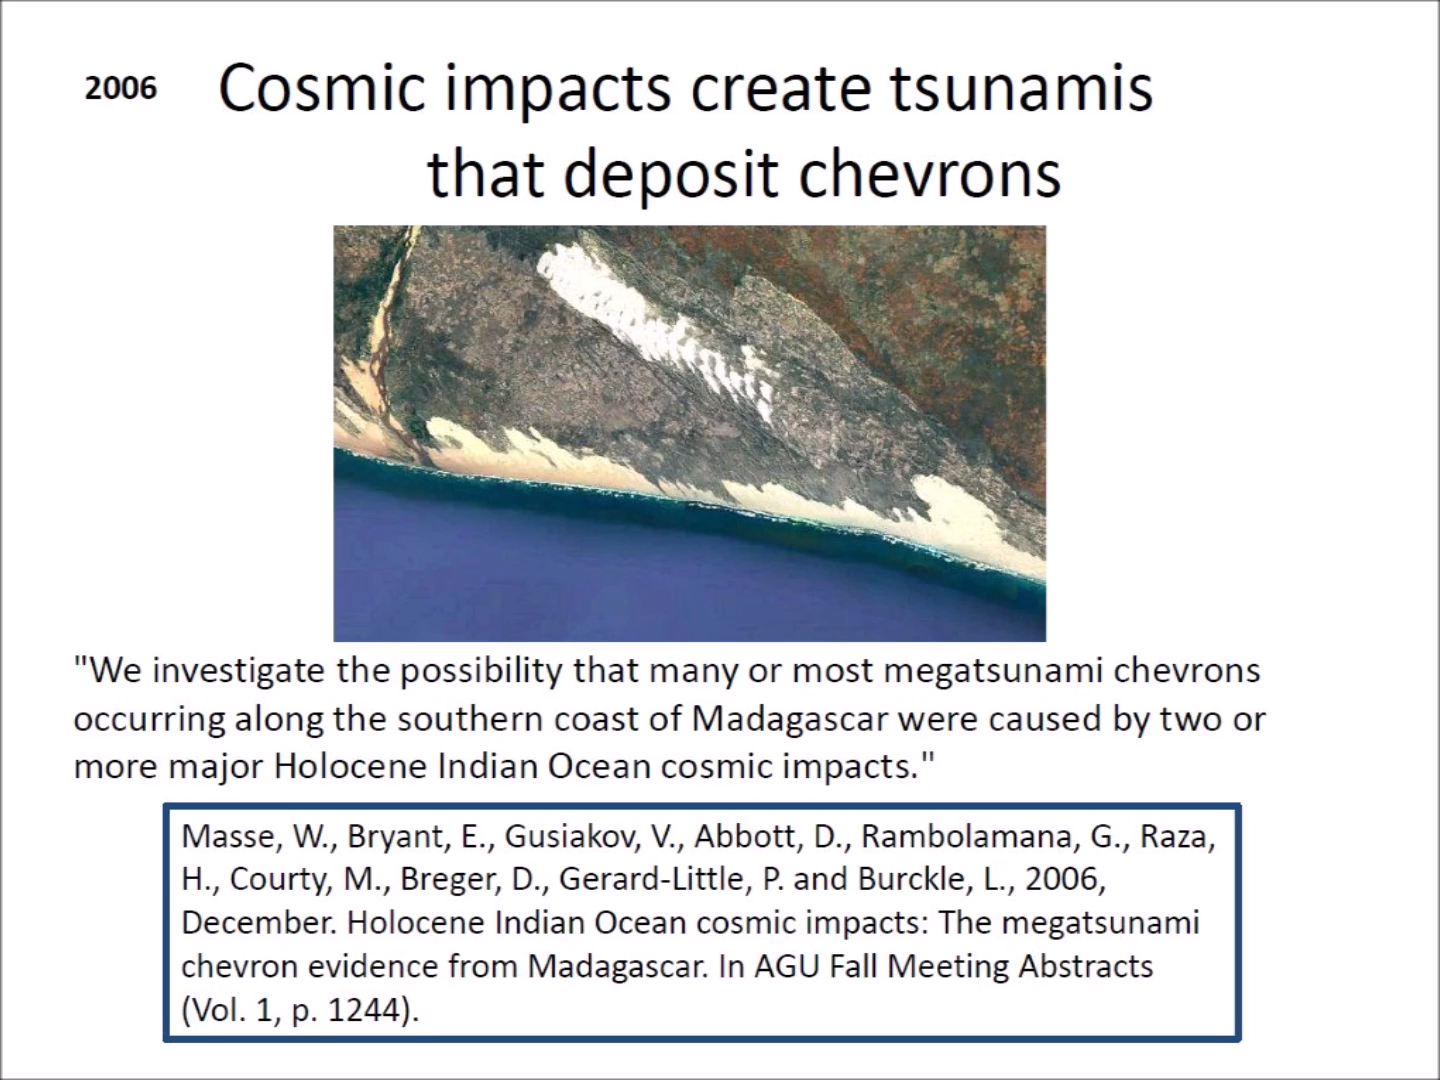 2006
Cosmic impacts create tsunamis
that deposit chevrons
"We investigate the possibility that many or most megatsunami chevrons
occurring along the southern coast of Madagascar were caused by two or
more major Holocene Indian Ocean cosmic impacts."
Masse, W., Bryant, E., Gusiakov, V., Abbott, D., Rambolamana, G., Raza,
H., Courty, M., Breger, D., Gerard-Little, P. and Burckle, L., 2006,
December. Holocene Indian Ocean cosmic impacts: The megatsunami
chevron evidence from Madagascar. In AGU Fall Meeting Abstracts
(Vol. 1, p. 1244).